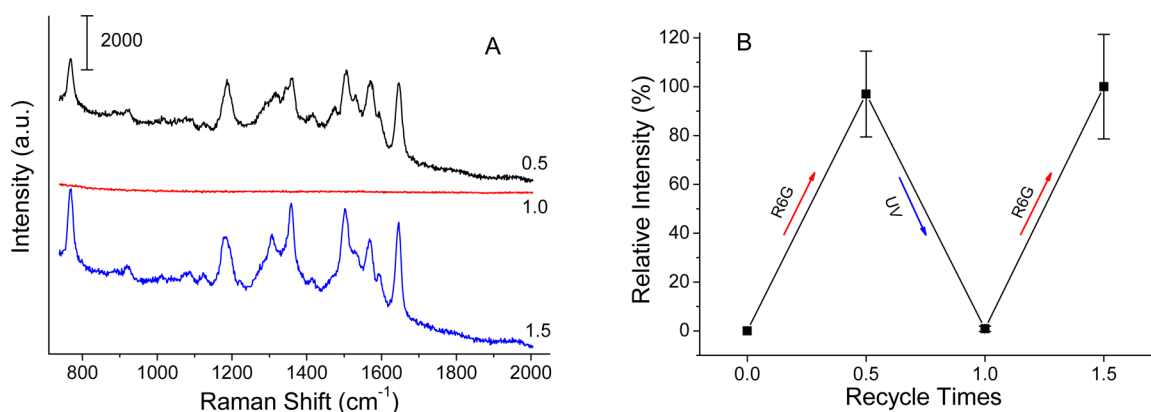 A
2000
0.5
1.0
1.5
Intensity (a.u.)
800 1000 1200 1400 1600 1800 2000
Raman Shift (cm⁻¹)
B
120
100
80
60
40
20
0
Relative Intensity (%)
R6G
UV
R6G
0.0 0.5 1.0 1.5
Recycle Times